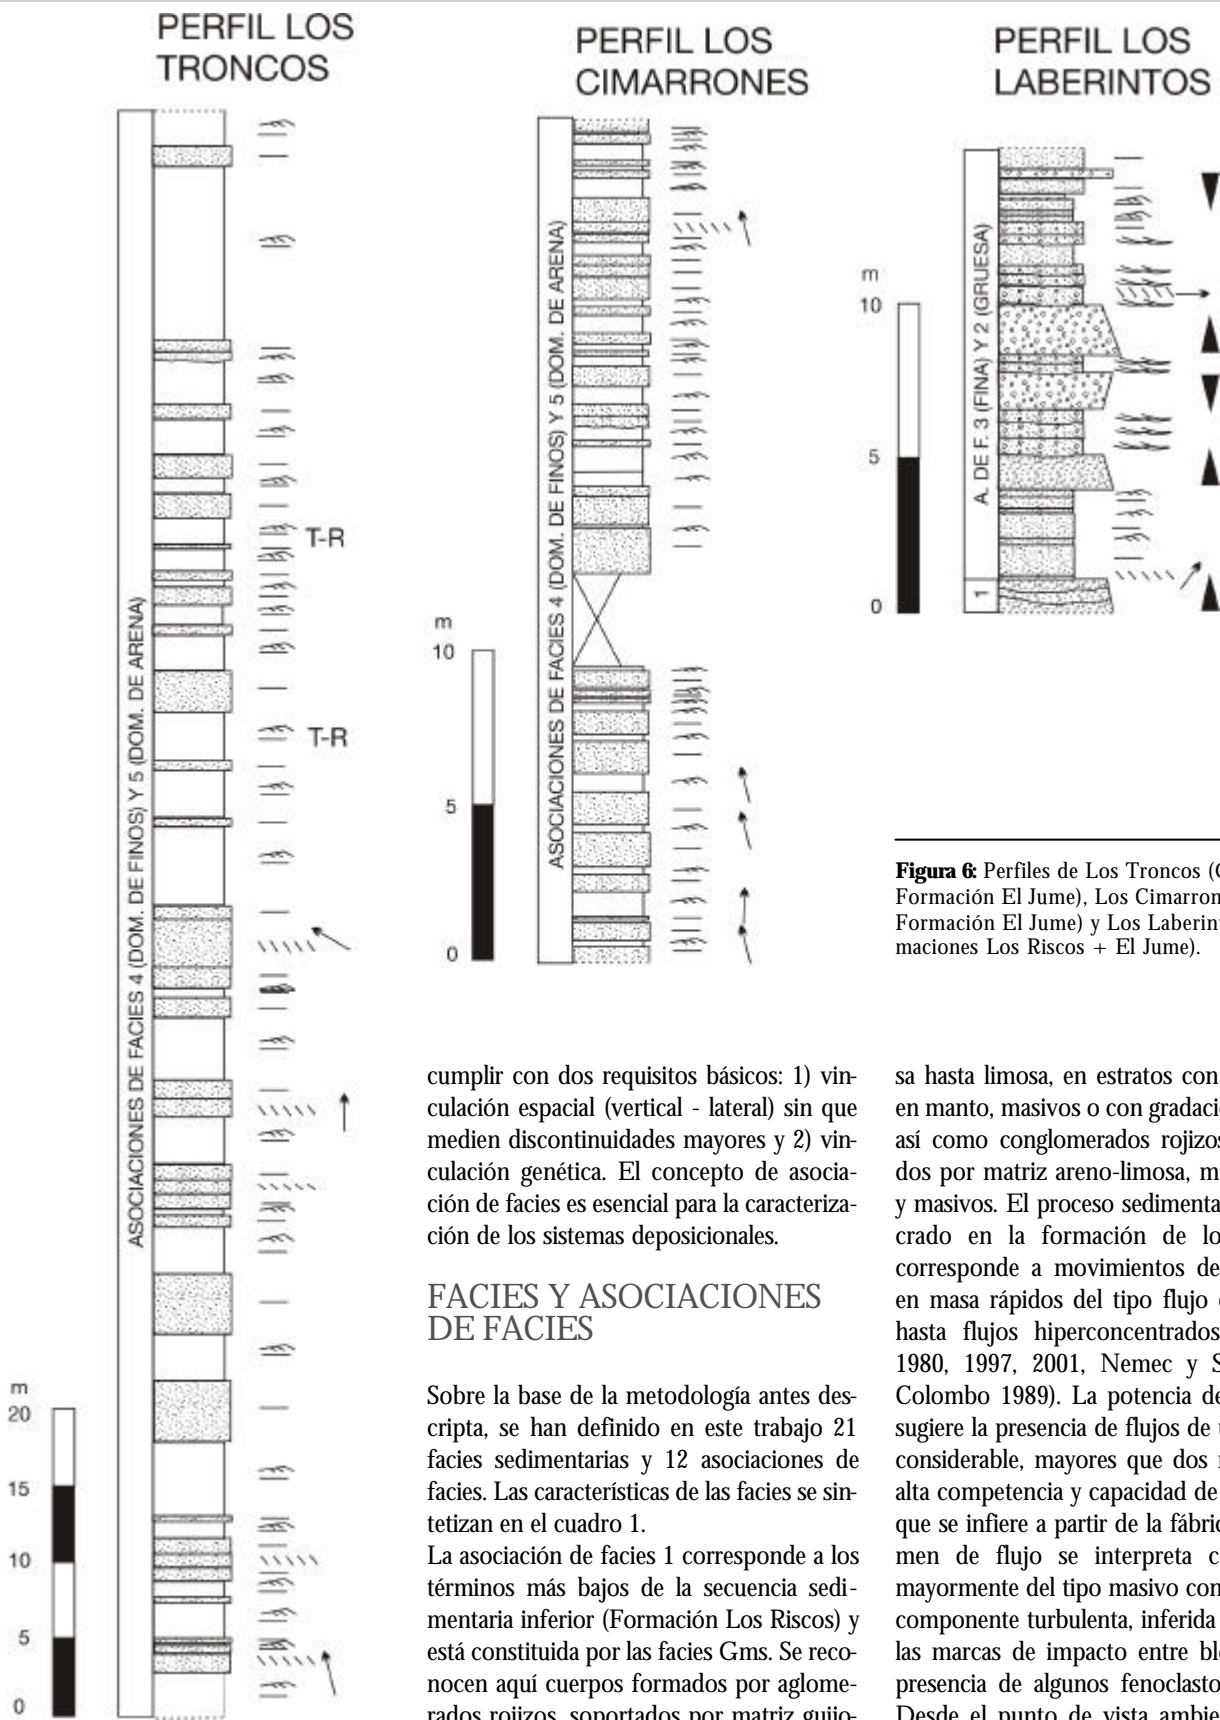 PERFIL LOS
TRONCOS
ASOCIACIONES DE FACIES 4 (DOM. DE FINOS) Y 5 (DOM. DE ARENA)
T-R
T-R
m
20
15
10
5
0
PERFIL LOS
CIMARRONES
ASOCIACIONES DE FACIES 4 (DOM. DE FINOS) Y 5 (DOM. DE ARENA)
m
10
5
0
PERFIL LOS
LABERINTOS
A. DE F. 3 (FINA) Y 2 (GRUESA)
1
m
10
5
0
Figura 6: Perfiles de Los Troncos (
Formación El Jume), Los Cimarron
Formación El Jume) y Los Laberin
maciones Los Riscos + El Jume).
cumplir con dos requisitos básicos: 1) vin-
culación espacial (vertical - lateral) sin que
medien discontinuidades mayores y 2) vin-
culación genética. El concepto de asocia-
ción de facies es esencial para la caracteriza-
ción de los sistemas deposicionales.
FACIES Y ASOCIACIONES
DE FACIES
Sobre la base de la metodología antes des-
cripta, se han definido en este trabajo 21
facies sedimentarias y 12 asociaciones de
facies. Las características de las facies se sin-
tetizan en el cuadro 1.
La asociación de facies 1 corresponde a los
términos más bajos de la secuencia sedi-
mentaria inferior (Formación Los Riscos) y
está constituida por las facies Gms. Se reco-
nocen aquí cuerpos formados por aglome-
rados rojizos, soportados por matriz guijo-
sa hasta limosa, en estratos con
en manto, masivos o con gradaci
así como conglomerados rojizos
dos por matriz areno-limosa, m
y masivos. El proceso sedimenta
crado en la formación de lo
corresponde a movimientos de
en masa rápidos del tipo flujo
hasta flujos hiperconcentrados
1980, 1997, 2001, Nemec y S
Colombo 1989). La potencia de
sugiere la presencia de flujos de
considerable, mayores que dos
alta competencia y capacidad de
que se infiere a partir de la fábric
men de flujo se interpreta c
mayormente del tipo masivo con
componente turbulenta, inferida
las marcas de impacto entre blo
presencia de algunos fenoclasto
Desde el punto de vista ambie